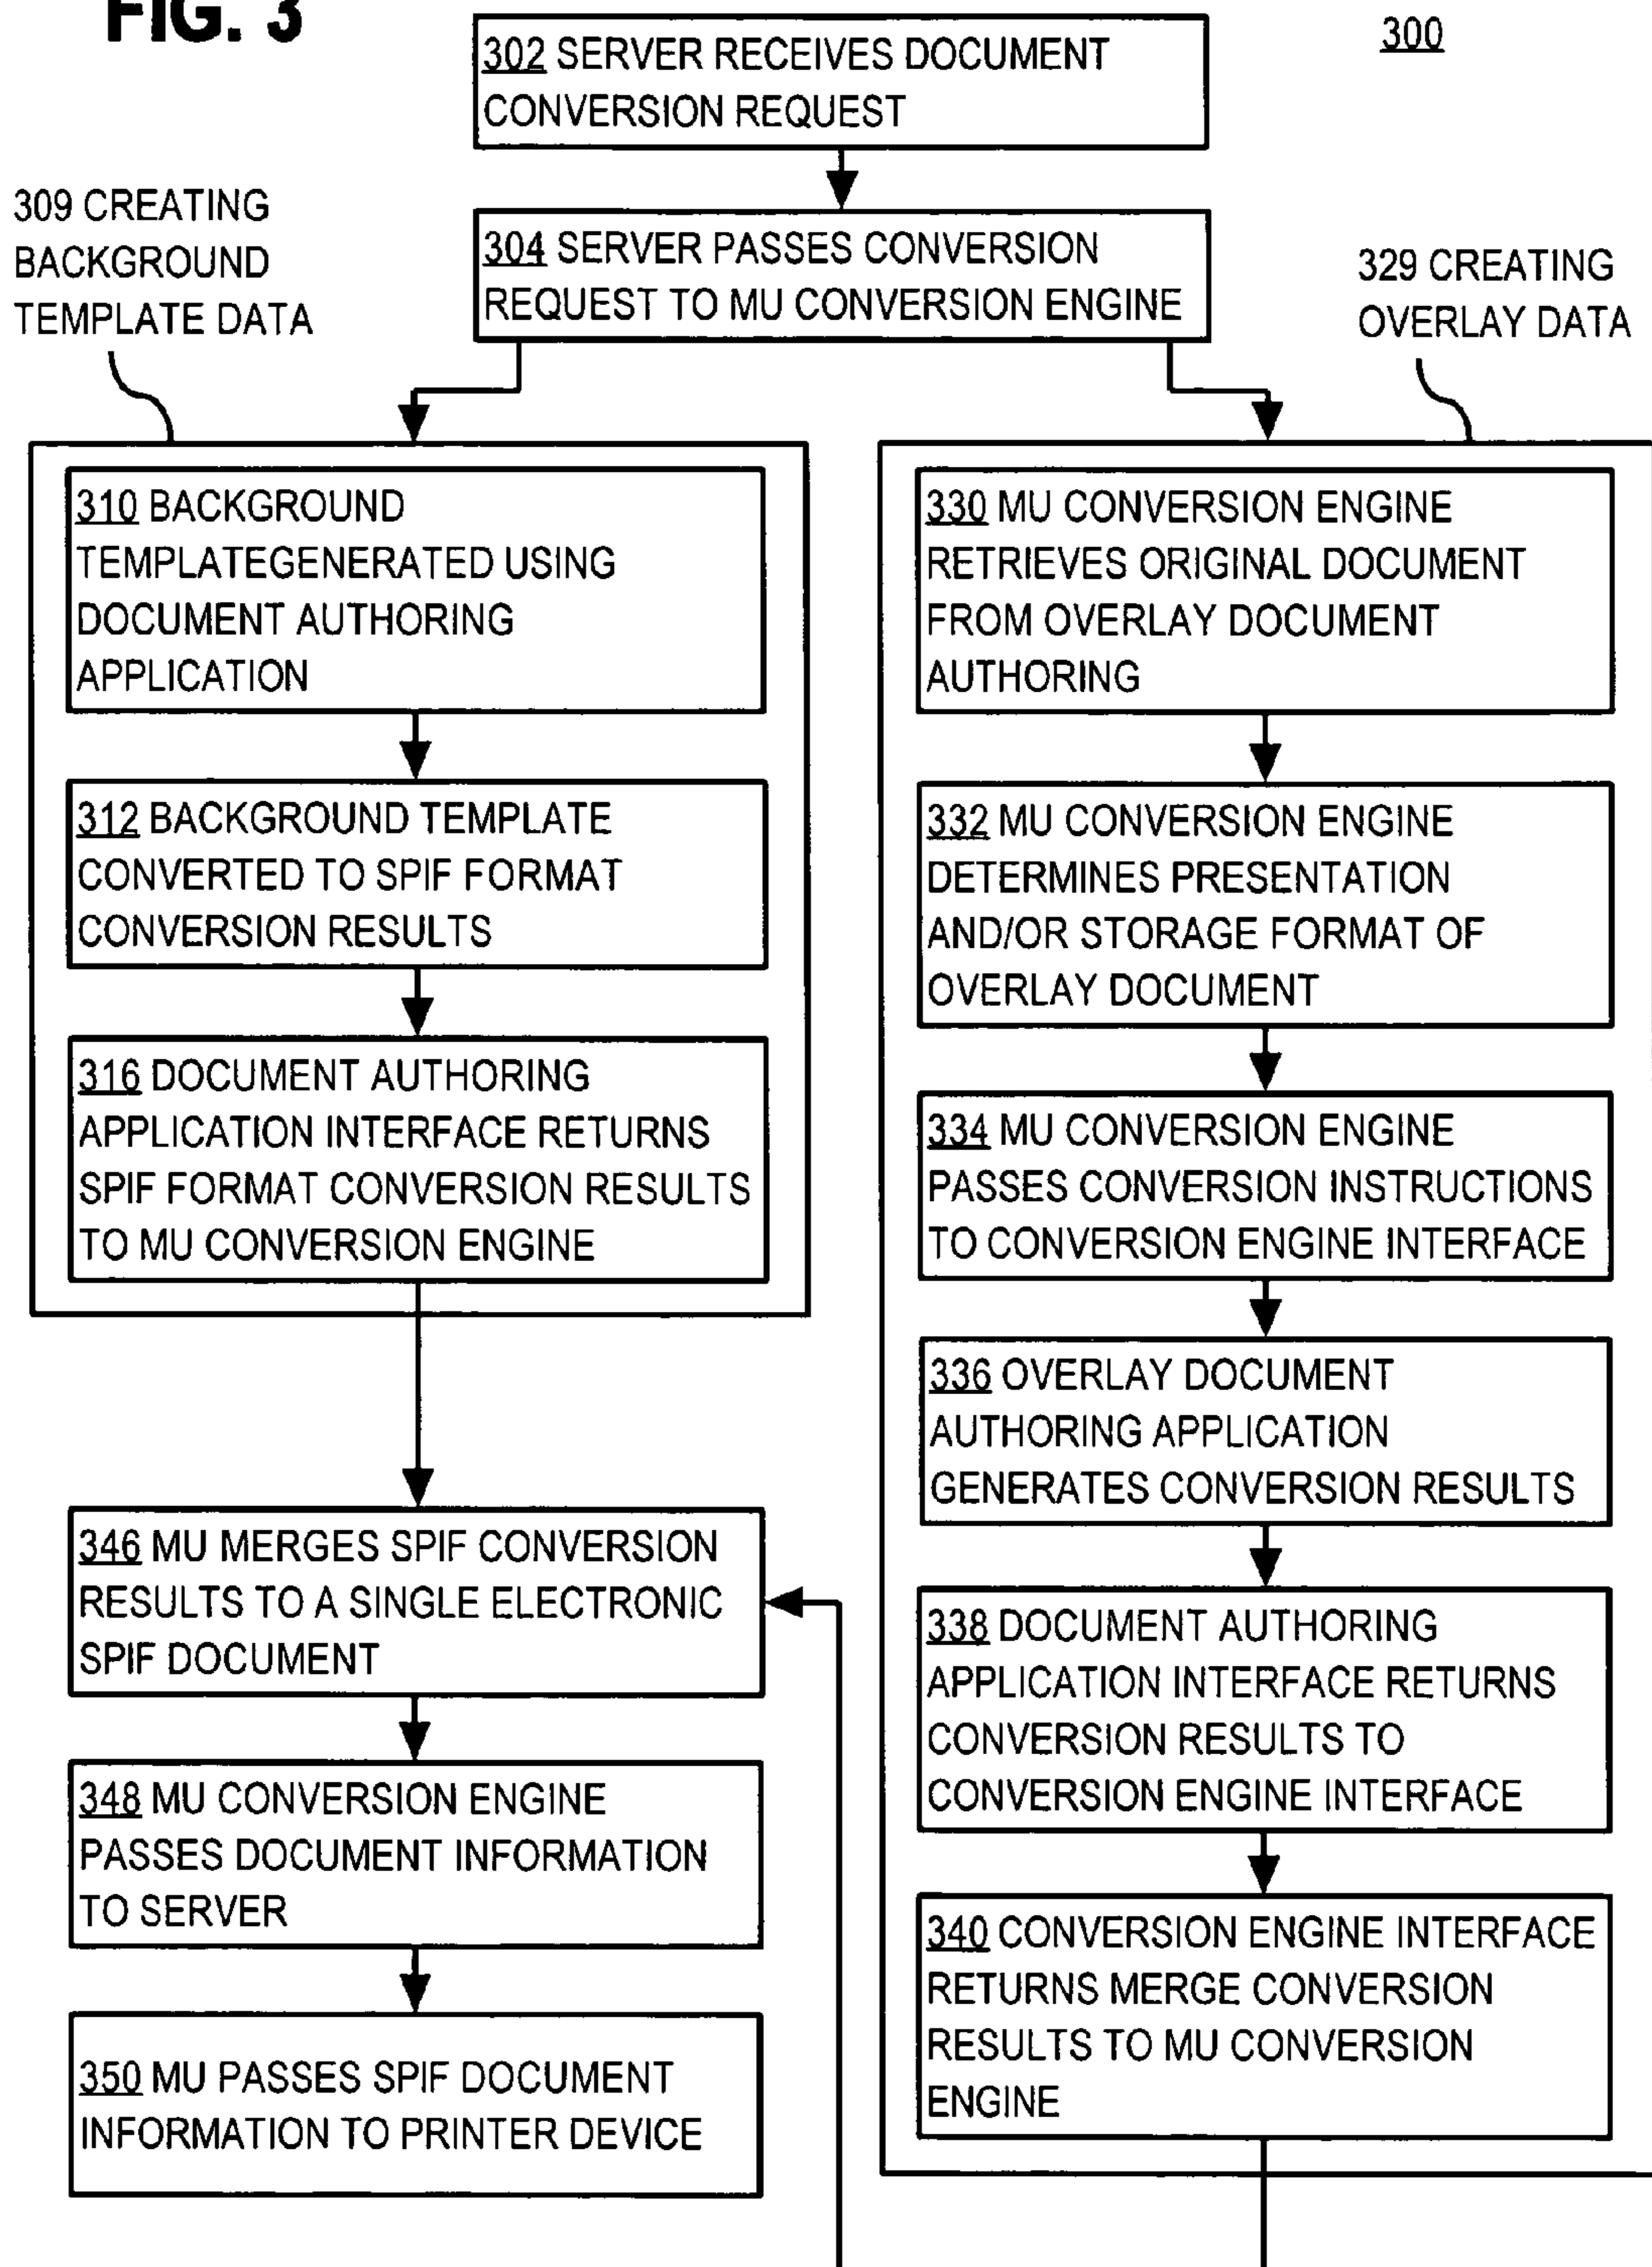 FIG. 3
300
302 SERVER RECEIVES DOCUMENT
CONVERSION REQUEST
304 SERVER PASSES CONVERSION
REQUEST TO MU CONVERSION ENGINE
309 CREATING
BACKGROUND
TEMPLATE DATA
310 BACKGROUND
TEMPLATEGENERATED USING
DOCUMENT AUTHORING
APPLICATION
312 BACKGROUND TEMPLATE
CONVERTED TO SPIF FORMAT
CONVERSION RESULTS
316 DOCUMENT AUTHORING
APPLICATION INTERFACE RETURNS
SPIF FORMAT CONVERSION RESULTS
TO MU CONVERSION ENGINE
329 CREATING
OVERLAY DATA
330 MU CONVERSION ENGINE
RETRIEVES ORIGINAL DOCUMENT
FROM OVERLAY DOCUMENT
AUTHORING
332 MU CONVERSION ENGINE
DETERMINES PRESENTATION
AND/OR STORAGE FORMAT OF
OVERLAY DOCUMENT
334 MU CONVERSION ENGINE
PASSES CONVERSION INSTRUCTIONS
TO CONVERSION ENGINE INTERFACE
336 OVERLAY DOCUMENT
AUTHORING APPLICATION
GENERATES CONVERSION RESULTS
338 DOCUMENT AUTHORING
APPLICATION INTERFACE RETURNS
CONVERSION RESULTS TO
CONVERSION ENGINE INTERFACE
340 CONVERSION ENGINE INTERFACE
RETURNS MERGE CONVERSION
RESULTS TO MU CONVERSION
ENGINE
346 MU MERGES SPIF CONVERSION
RESULTS TO A SINGLE ELECTRONIC
SPIF DOCUMENT
348 MU CONVERSION ENGINE
PASSES DOCUMENT INFORMATION
TO SERVER
350 MU PASSES SPIF DOCUMENT
INFORMATION TO PRINTER DEVICE